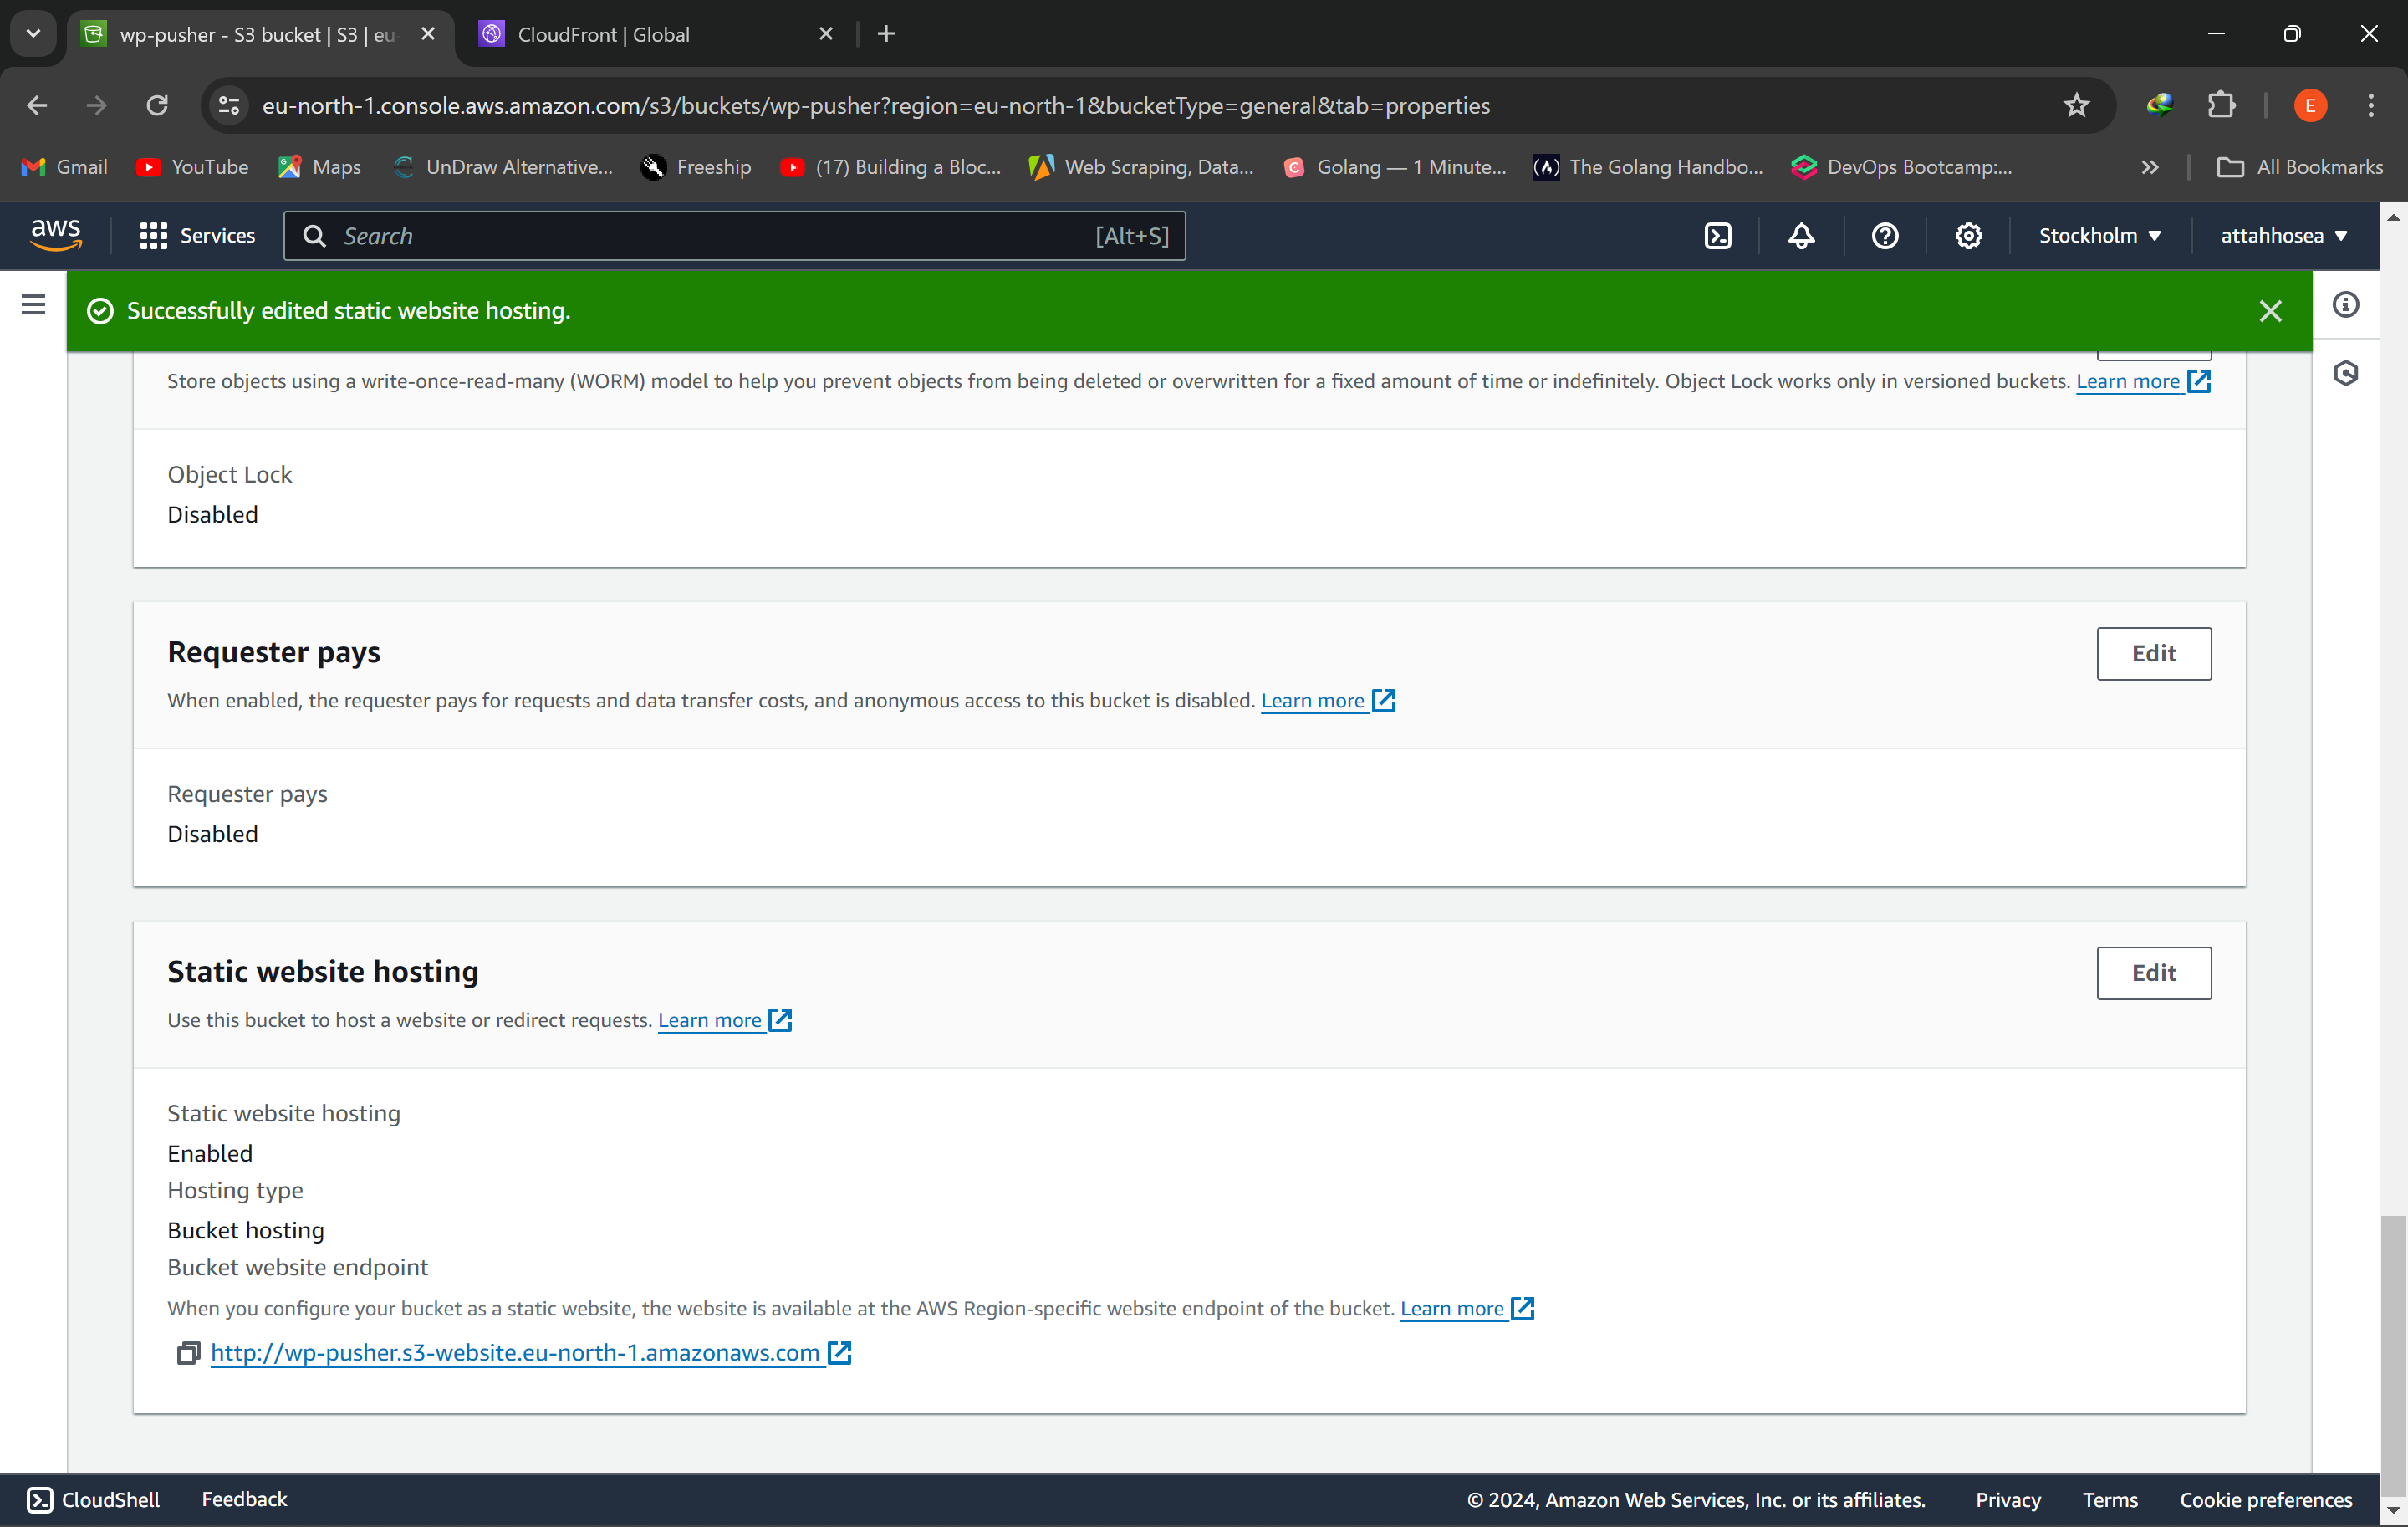 wp-pusher - S3 bucket | S3 | eu-
CloudFront | Global
eu-north-1.console.aws.amazon.com/s3/buckets/wp-pusher?region=eu-north-1&bucketType=general&tab=properties
E
Gmail
YouTube
Maps
UnDraw Alternative...
Freeship
(17) Building a Bloc...
Web Scraping, Data...
Golang — 1 Minute...
The Golang Handbo...
DevOps Bootcamp:...
All Bookmarks
aws
Services
Search
[Alt+S]
Stockholm
attahhosea
Successfully edited static website hosting.
Store objects using a write-once-read-many (WORM) model to help you prevent objects from being deleted or overwritten for a fixed amount of time or indefinitely. Object Lock works only in versioned buckets. Learn more
Object Lock
Disabled
Requester pays
Edit
When enabled, the requester pays for requests and data transfer costs, and anonymous access to this bucket is disabled. Learn more
Requester pays
Disabled
Static website hosting
Edit
Use this bucket to host a website or redirect requests. Learn more
Static website hosting
Enabled
Hosting type
Bucket hosting
Bucket website endpoint
When you configure your bucket as a static website, the website is available at the AWS Region-specific website endpoint of the bucket. Learn more
http://wp-pusher.s3-website.eu-north-1.amazonaws.com
CloudShell
Feedback
© 2024, Amazon Web Services, Inc. or its affiliates.
Privacy
Terms
Cookie preferences